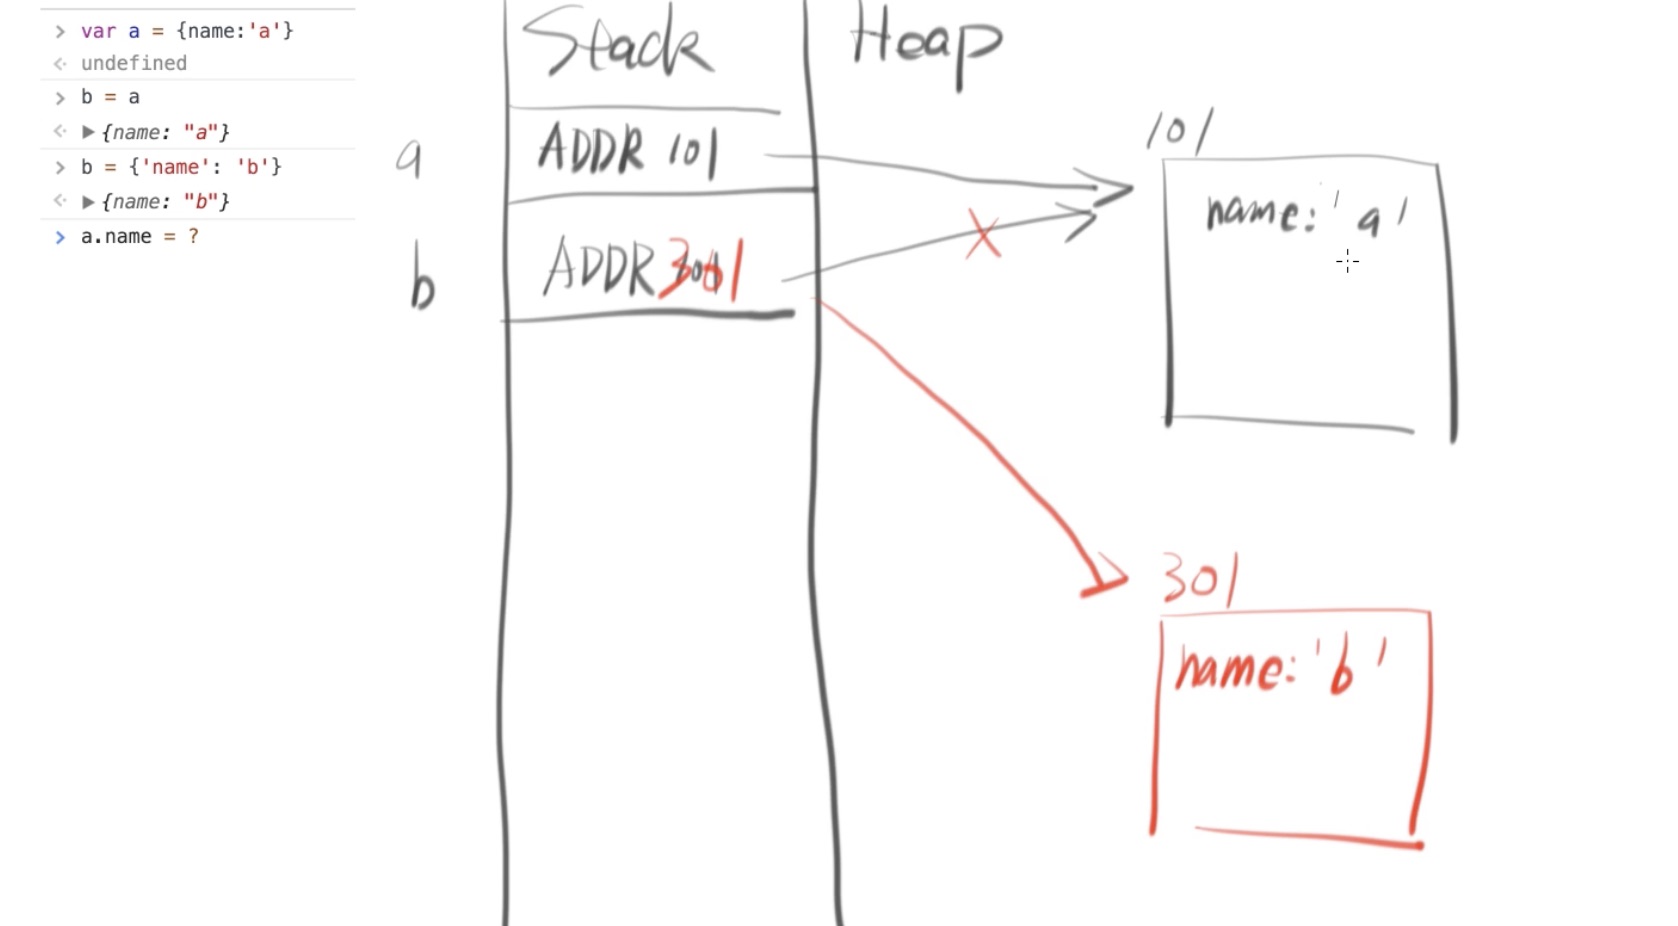 > var a = {name:'a'}
< undefined
> b = a
< ▶ {name: "a"}
> b = {'name': 'b'}
< ▶ {name: "b"}
> a.name = ?
Stack
Heap
a
ADDR 101
b
ADDR 301
101
name: 'a'
301
name: 'b'